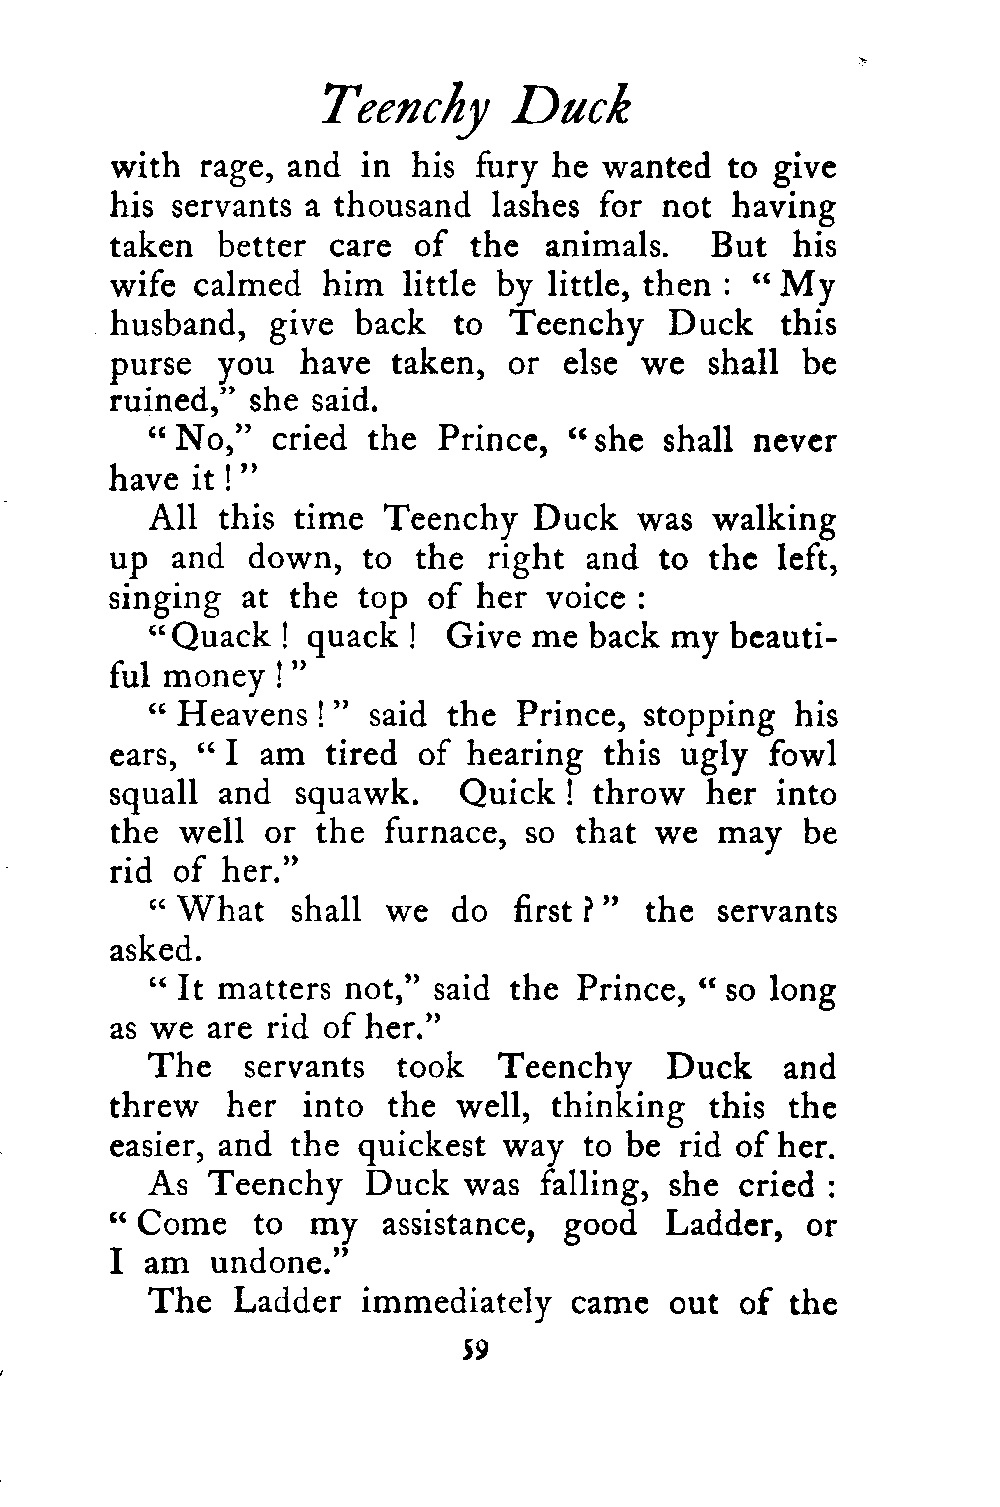 Teenchy Duck
with rage, and in his fury he wanted to give
his servants a thousand lashes for not having
taken better care of the animals. But his
wife calmed him little by little, then : “ My
husband, give back to Teenchy Duck this
purse you have taken, or else we shall be
ruined,” she said.
“ No,” cried the Prince, “ she shall never
have it ! ”
All this time Teenchy Duck was walking
up and down, to the right and to the left,
singing at the top of her voice :
“Quack ! quack ! Give me back my beauti-
ful money ! ”
“ Heavens ! ” said the Prince, stopping his
ears, “ I am tired of hearing this ugly fowl
squall and squawk. Quick ! throw her into
the well or the furnace, so that we may be
rid of her.”
“ What shall we do first ? ” the servants
asked.
“ It matters not,” said the Prince, “ so long
as we are rid of her.”
The servants took Teenchy Duck and
threw her into the well, thinking this the
easier, and the quickest way to be rid of her.
As Teenchy Duck was falling, she cried :
“ Come to my assistance, good Ladder, or
I am undone.”
The Ladder immediately came out of the
59